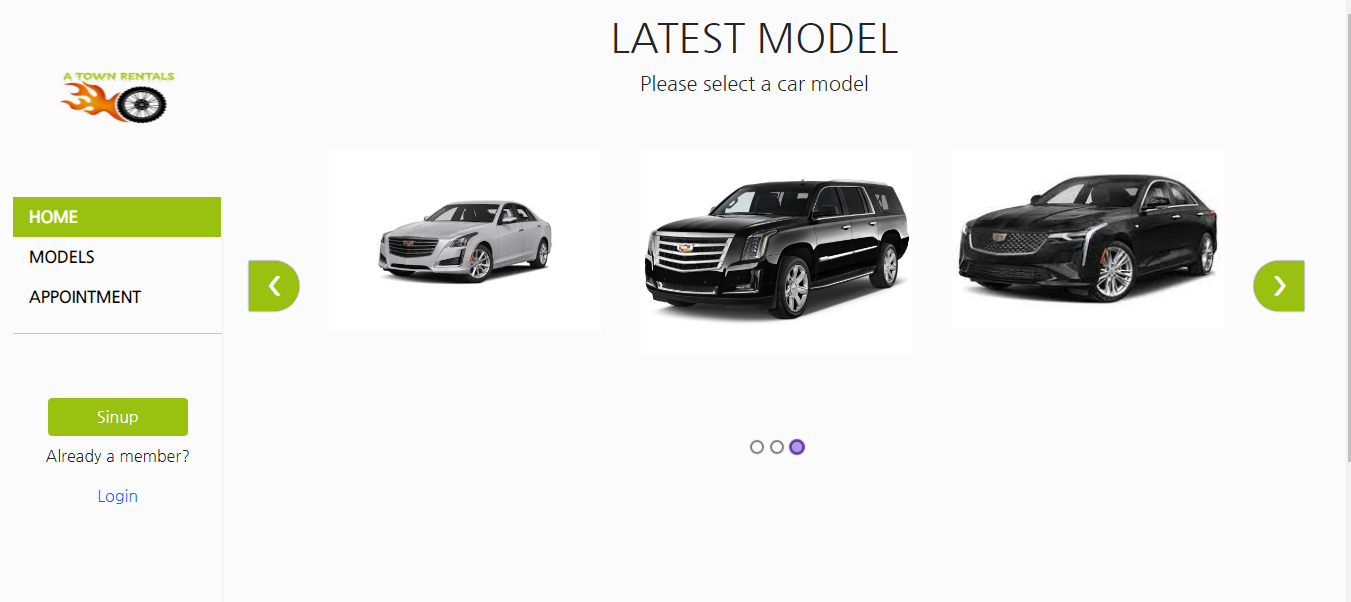 LATEST MODEL
Please select a car model
A TOWN RENTALS
HOME
MODELS
APPOINTMENT
Sinup
Already a member?
Login